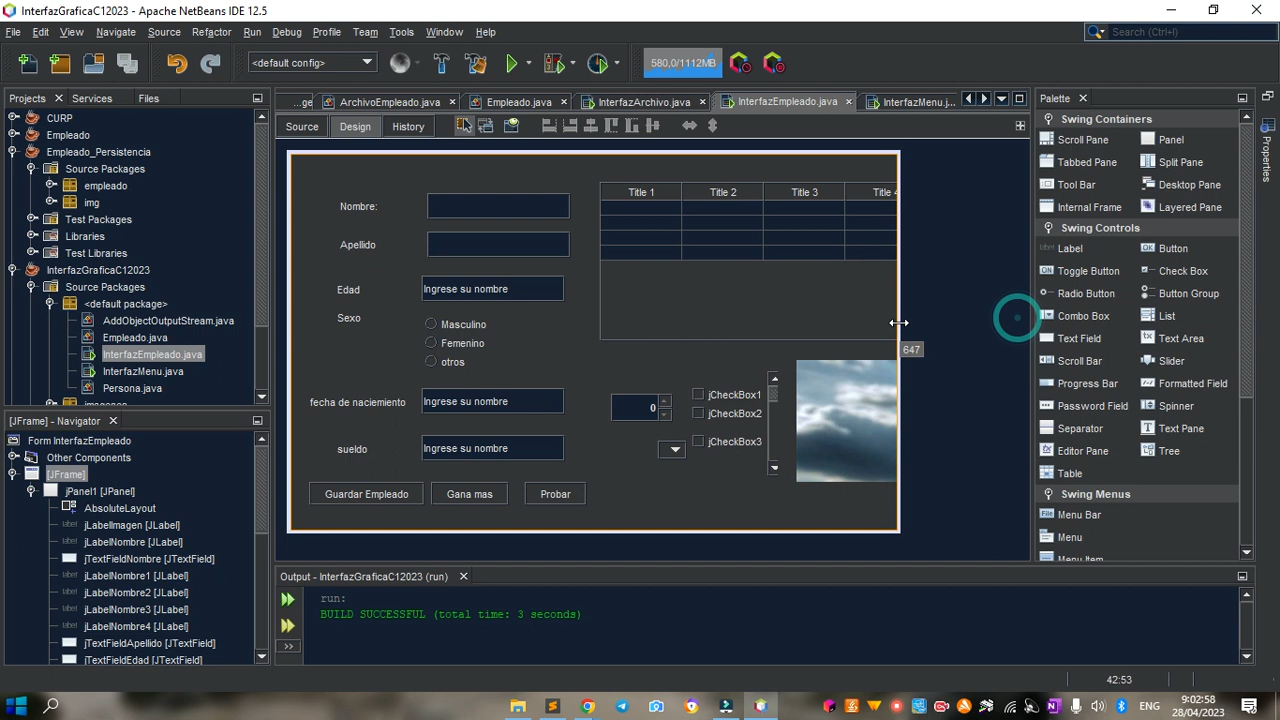 InterfazGraficaC12023 - Apache NetBeans IDE 12.5
File Edit View Navigate Source Refactor Run Debug Profile Team Tools Window Help
Search (Ctrl+I)
<default config>
580,0/1112MB
Projects Services Files
...ge ArchivoEmpleado.java Empleado.java InterfazArchivo.java InterfazEmpleado.java InterfazMenu.j...
Palette
Source Design History
CURP
Empleado
Empleado_Persistencia
Source Packages
empleado
img
Test Packages
Libraries
Test Libraries
InterfazGraficaC12023
Source Packages
<default package>
AddObjectOutputStream.java
Empleado.java
InterfazEmpleado.java
InterfazMenu.java
Persona.java
imagenes
[JFrame] - Navigator
Form InterfazEmpleado
Other Components
[JFrame]
jPanel1 [JPanel]
AbsoluteLayout
jLabelImagen [JLabel]
jLabelNombre [JLabel]
jTextFieldNombre [JTextField]
jLabelNombre1 [JLabel]
jLabelNombre2 [JLabel]
jLabelNombre3 [JLabel]
jLabelNombre4 [JLabel]
jTextFieldApellido [JTextField]
jTextFieldEdad [JTextField]
Nombre:
Apellido
Edad Ingrese su nombre
Sexo
Masculino
Femenino
otros
fecha de naciemiento Ingrese su nombre
sueldo Ingrese su nombre
Guardar Empleado Gana mas Probar
Title 1 Title 2 Title 3 Title 4
647
0
jCheckBox1
jCheckBox2
jCheckBox3
Swing Containers
Scroll Pane Panel
Tabbed Pane Split Pane
Tool Bar Desktop Pane
Internal Frame Layered Pane
Swing Controls
label Label OK Button
ON Toggle Button Check Box
Radio Button Button Group
Combo Box List
Text Field Text Area
Scroll Bar Slider
Progress Bar Formatted Field
Password Field Spinner
Separator Text Pane
Editor Pane Tree
Table
Swing Menus
File Menu Bar
Menu
Menu Item
Properties
Output - InterfazGraficaC12023 (run)
run:
BUILD SUCCESSFUL (total time: 3 seconds)
42:53
ENG
9:02:58
28/04/2023